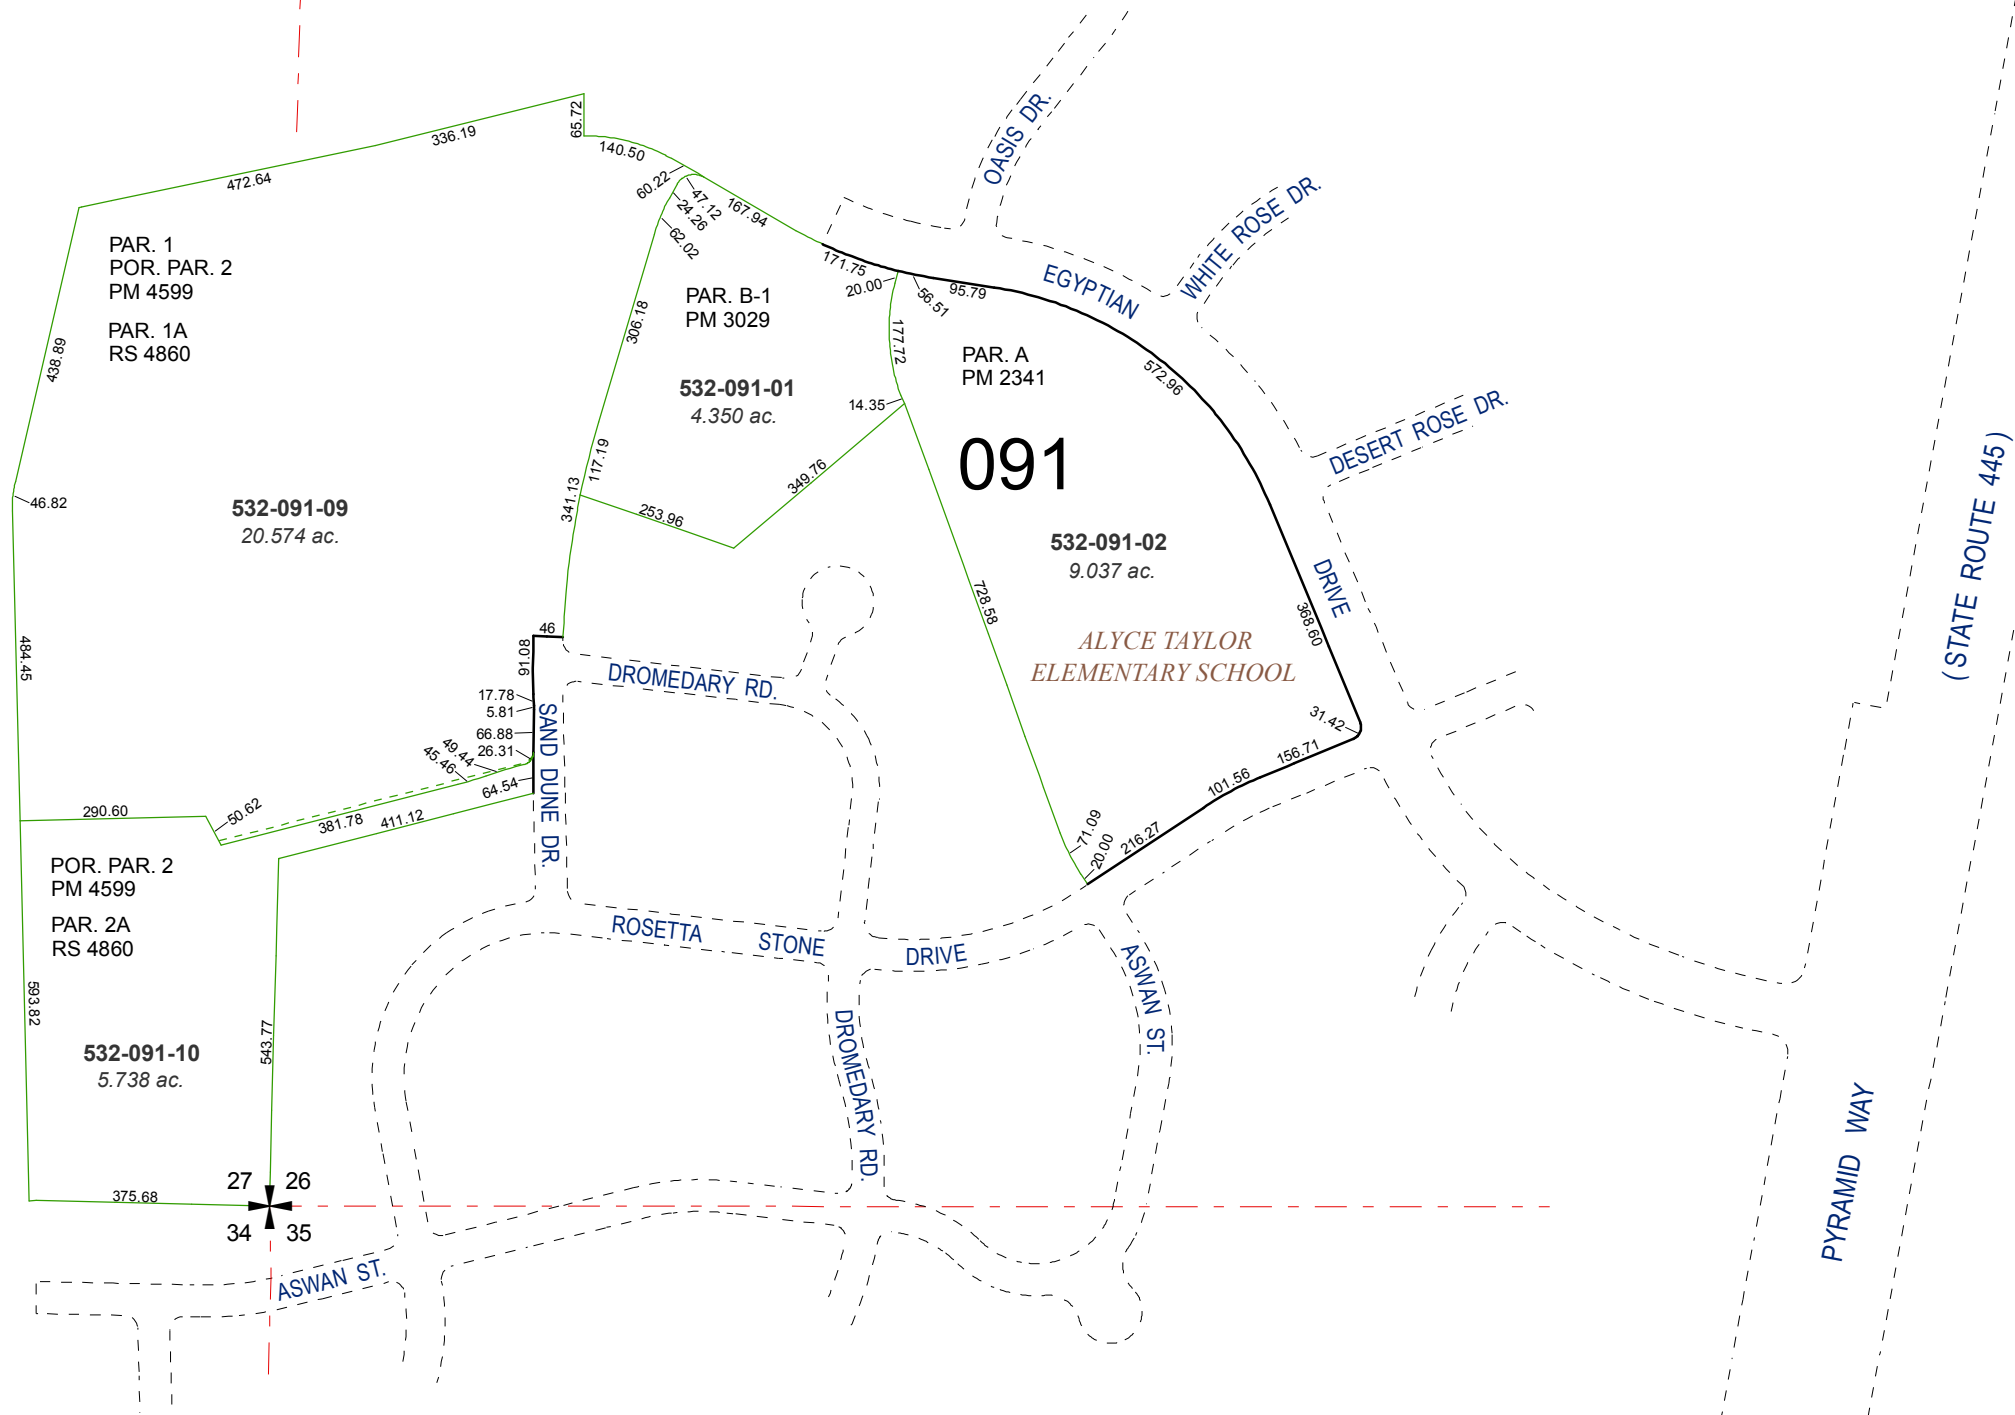 336.19
65.72
472.64
140.50
60.22
47.12
24.26
62.02
167.94
OASIS DR.
WHITE ROSE DR.
PAR. 1
POR. PAR. 2
PM 4599
PAR. 1A
RS 4860
438.89
171.75
20.00
56.51
95.79
EGYPTIAN
PAR. B-1
PM 3029
306.18
177.72
PAR. A
PM 2341
572.96
532-091-01
4.350 ac.
14.35
DESERT ROSE DR.
091
117.19
349.76
341.13
253.96
46.82
532-091-09
20.574 ac.
532-091-02
9.037 ac.
DRIVE
(STATE ROUTE 445)
728.58
368.60
46
91.08
ALYCE TAYLOR
ELEMENTARY SCHOOL
484.45
DROMEDARY RD.
17.78
5.81
66.88
26.31
49.44
45.46
64.54
SAND DUNE DR.
31.42
156.71
101.56
290.60
50.62
381.78
411.12
216.27
71.09
20.00
POR. PAR. 2
PM 4599
PAR. 2A
RS 4860
ROSETTA STONE DRIVE
ASWAN ST.
593.82
543.77
DROMEDARY RD.
532-091-10
5.738 ac.
PYRAMID WAY
27 26
375.68
34 35
ASWAN ST.